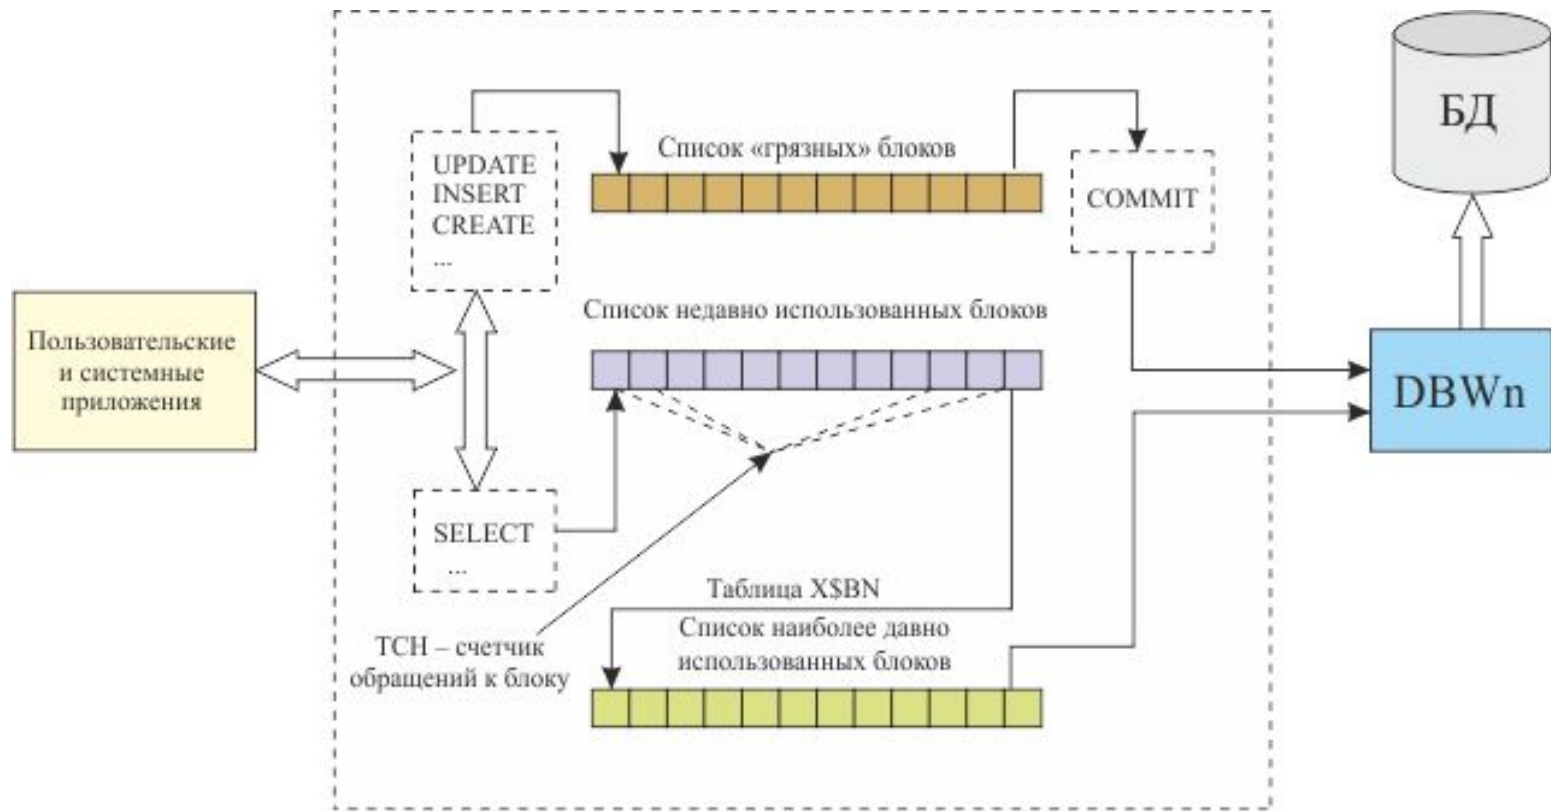 БД
Список «грязных» блоков
UPDATE
INSERT
CREATE
...
COMMIT
Список недавно использованных блоков
Пользовательские
и системные
приложения
DBWn
SELECT
...
Таблица X$BN
Список наиболее давно
использованных блоков
TCH – счетчик
обращений к блоку